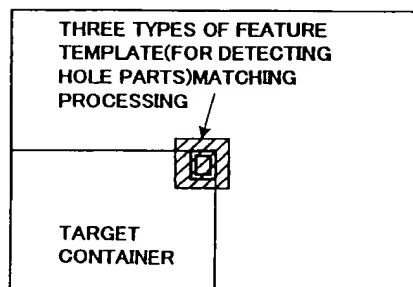 THREE TYPES OF FEATURE
TEMPLATE(FOR DETECTING
HOLE PARTS)MATCHING
PROCESSING
TARGET
CONTAINER